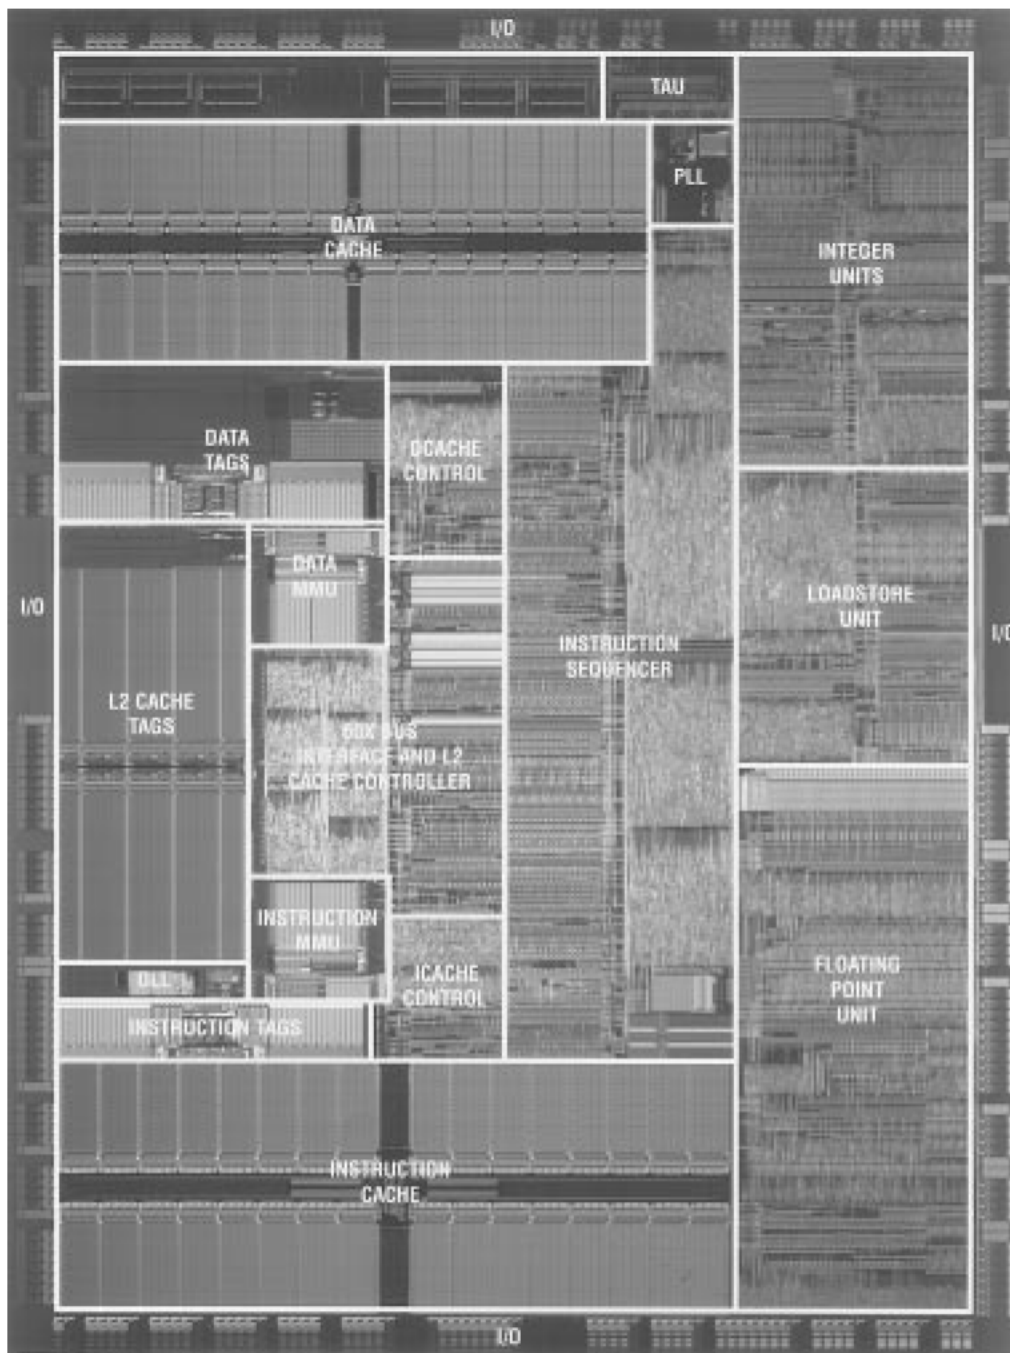 I/O
TAU
PLL
DATA
CACHE
INTEGER
UNITS
DATA
TAGS
DCACHE
CONTROL
DATA
MMU
I/O
LOADSTORE
UNIT
I/O
INSTRUCTION
SEQUENCER
L2 CACHE
TAGS
60X BUS
INTERFACE AND L2
CACHE CONTROLLER
INSTRUCTION
MMU
DLL
ICACHE
CONTROL
FLOATING
POINT
UNIT
INSTRUCTION TAGS
INSTRUCTION
CACHE
I/O